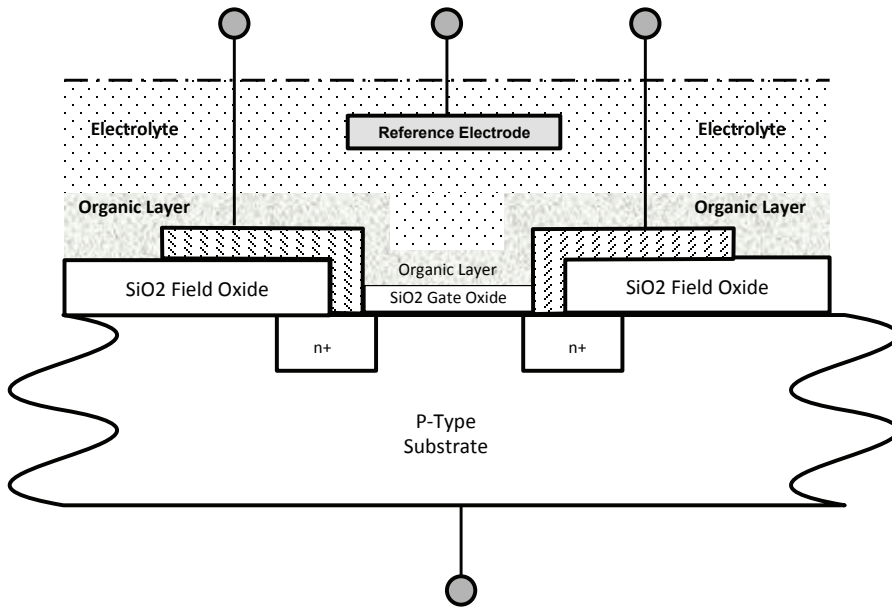 Electrolyte
Reference Electrode
Electrolyte
Organic Layer
Organic Layer
Organic Layer
SiO2 Field Oxide
SiO2 Gate Oxide
SiO2 Field Oxide
n+
n+
P-Type
Substrate